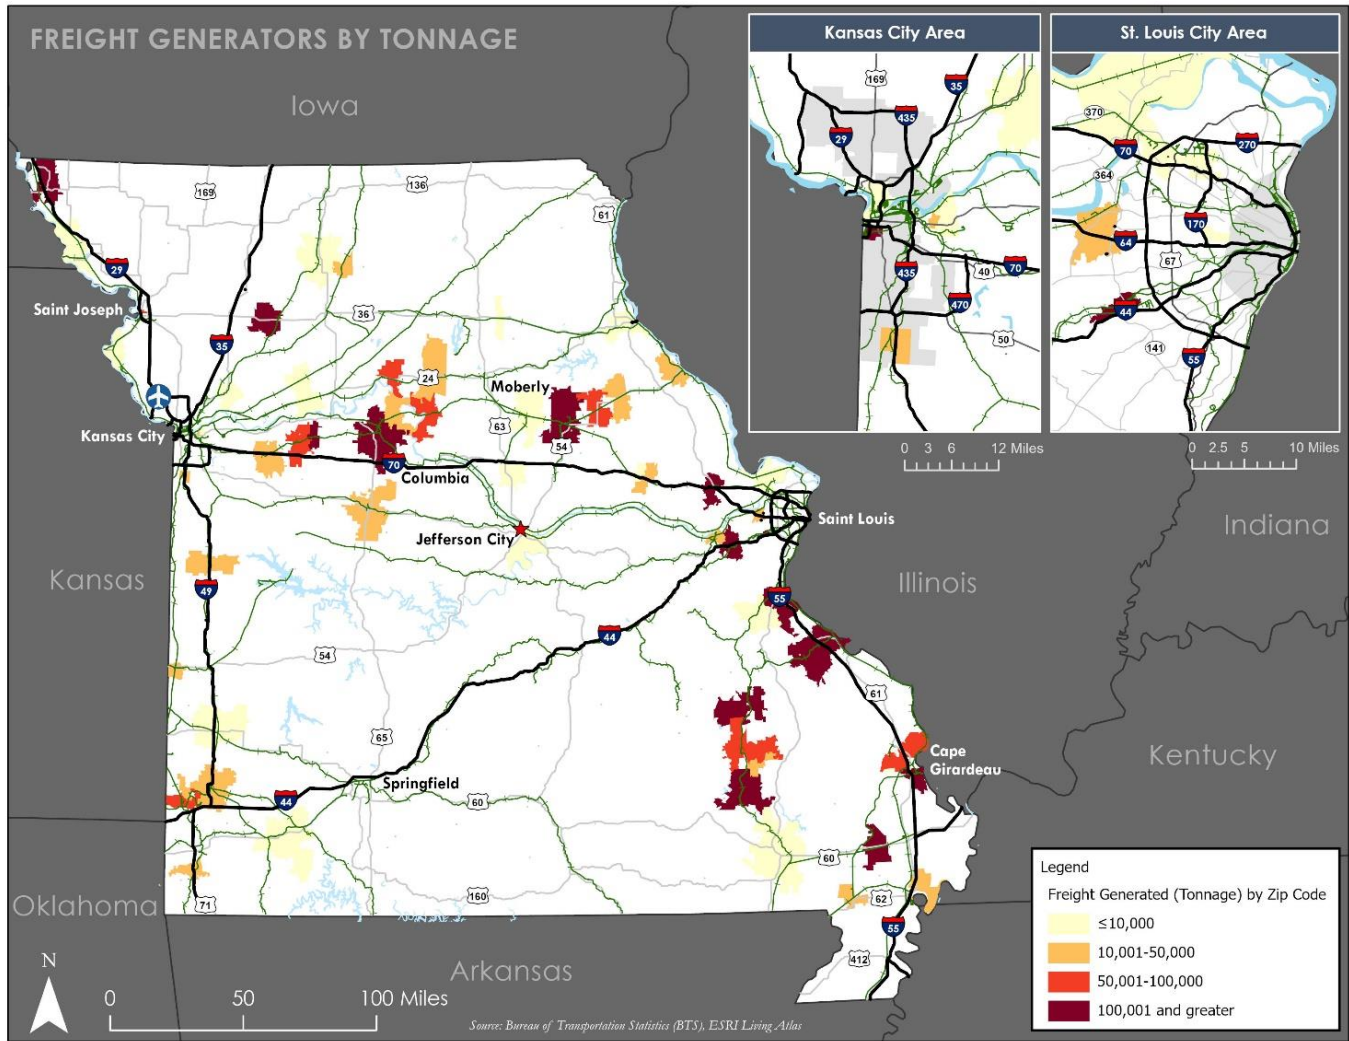 FREIGHT GENERATORS BY TONNAGE
Kansas City Area
St. Louis City Area
169
35
435
29
435
40
70
470
50
0 3 6 12 Miles
370
70
270
364
170
64
67
44
141
55
0 2.5 5 10 Miles
Iowa
169
136
61
29
Saint Joseph
36
35
24
Moberly
63
54
Kansas City
70
Columbia
Saint Louis
Jefferson City
Indiana
Kansas
49
Illinois
55
44
54
61
65
Cape
Girardeau
Kentucky
Springfield
44
60
60
160
62
71
Oklahoma
55
412
Arkansas
N
0 50 100 Miles
Source: Bureau of Transportation Statistics (BTS), ESRI Living Atlas
Legend
Freight Generated (Tonnage) by Zip Code
≤10,000
10,001-50,000
50,001-100,000
100,001 and greater